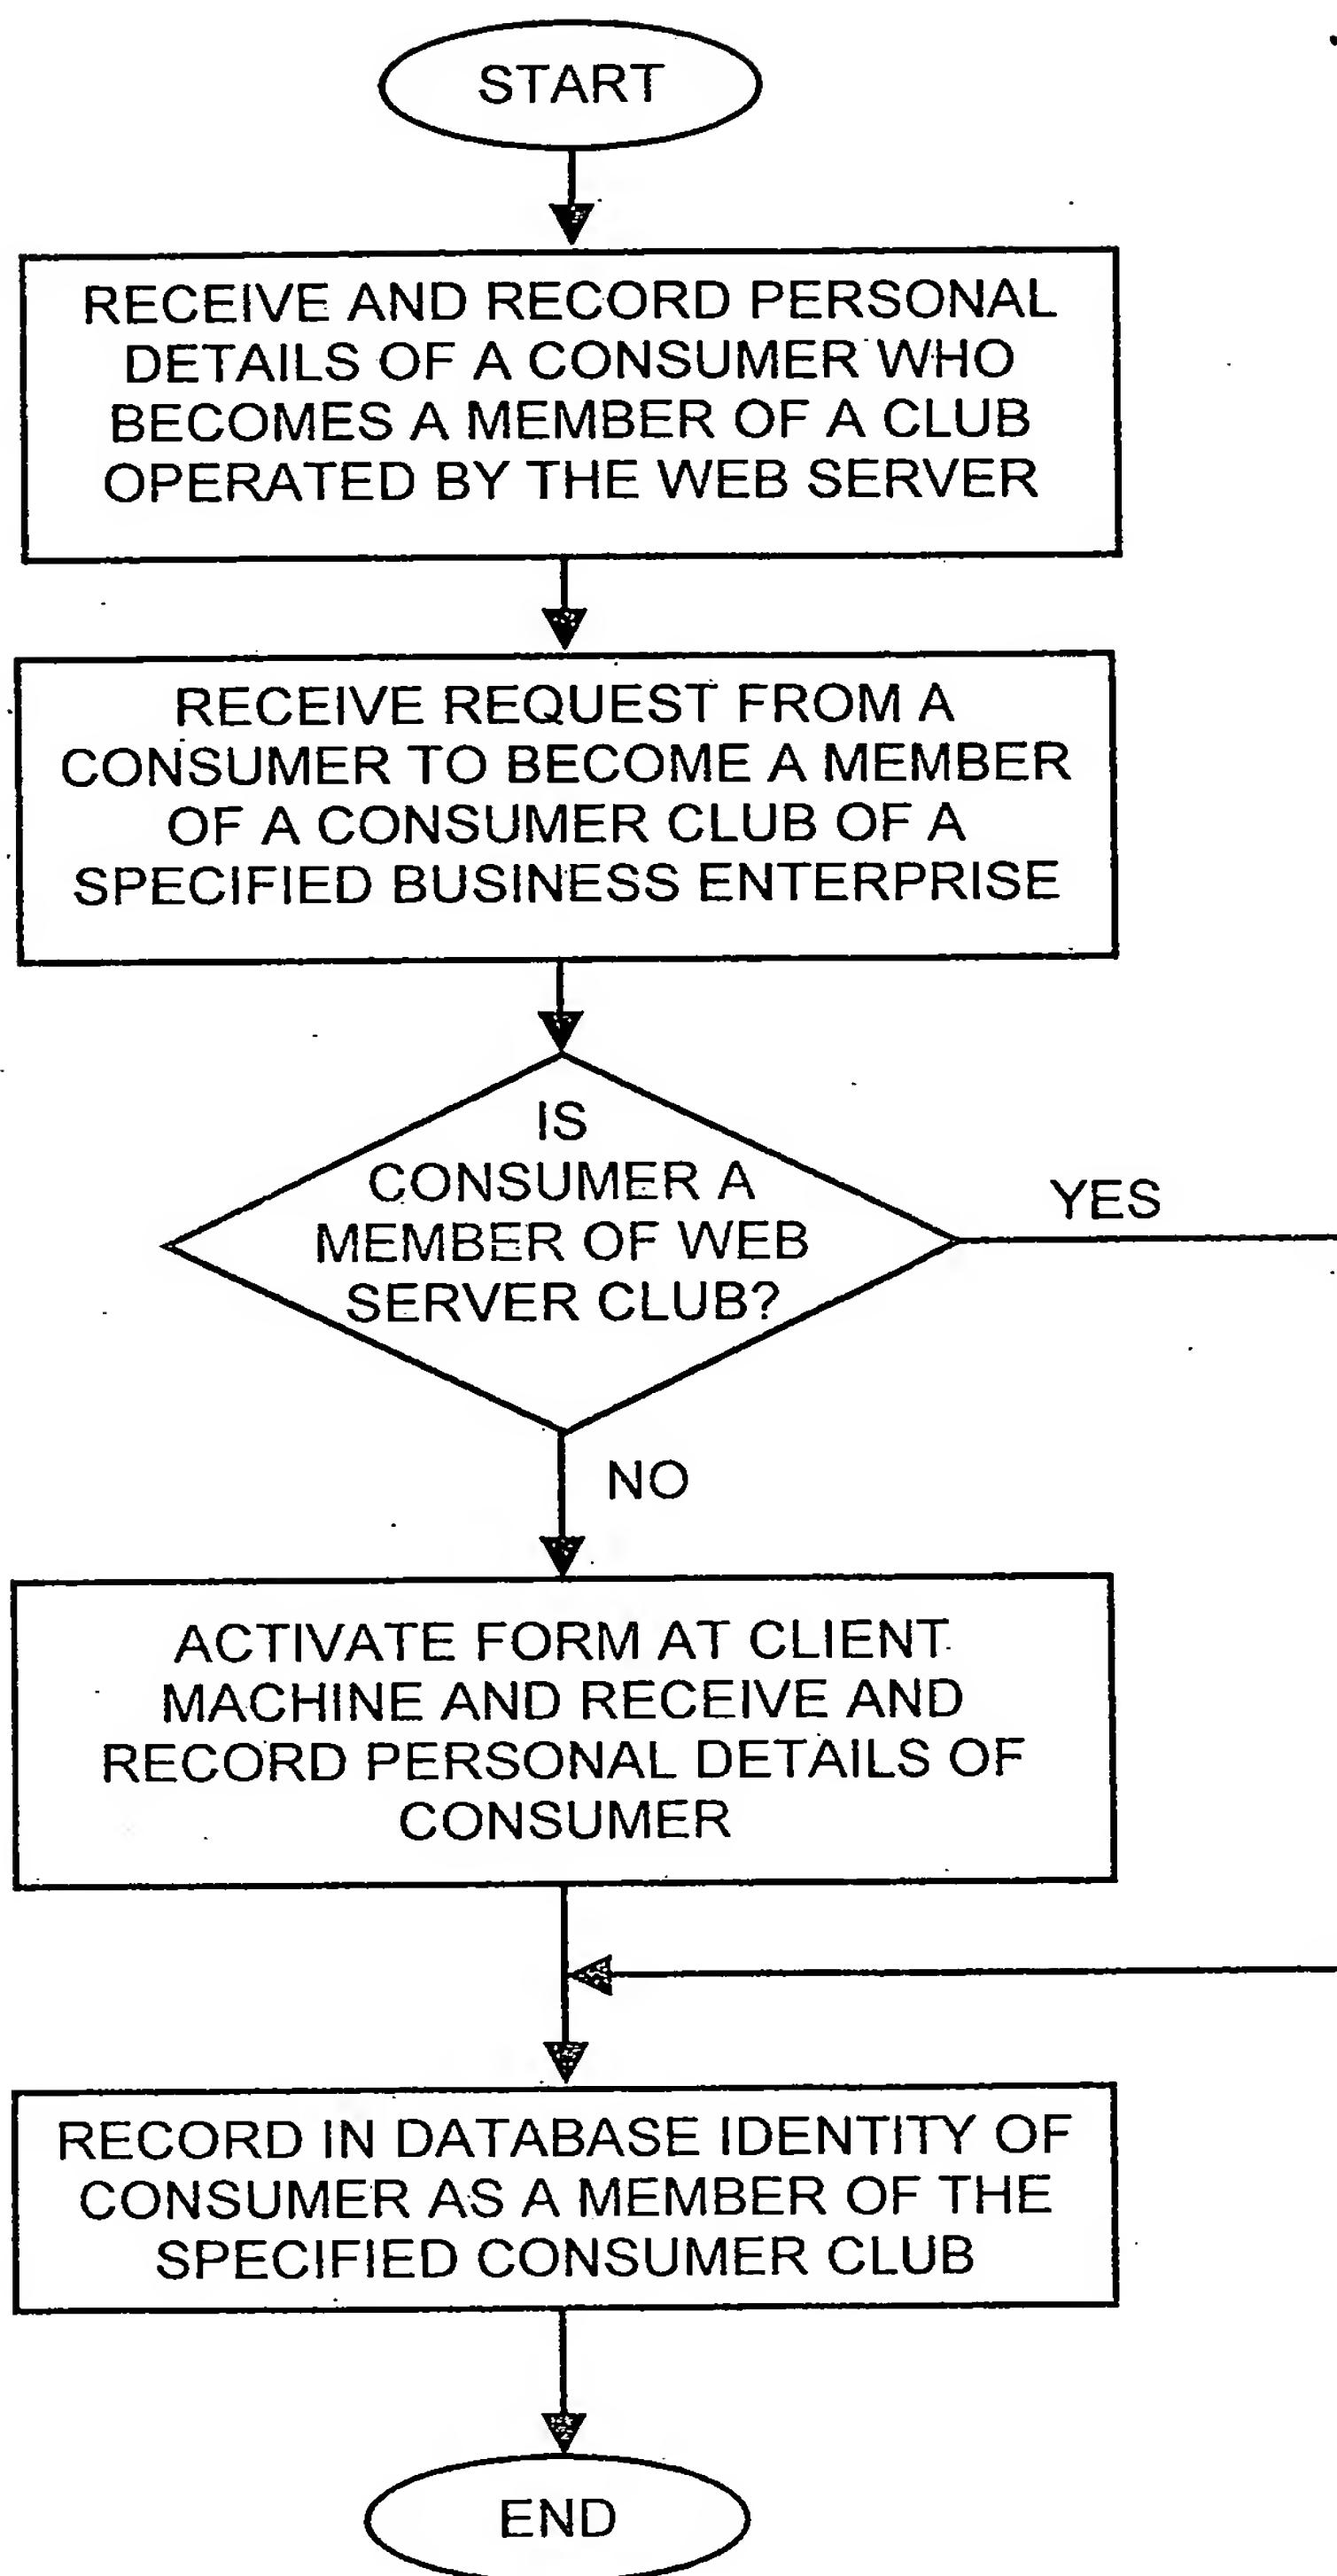 START
RECEIVE AND RECORD PERSONAL
DETAILS OF A CONSUMER WHO
BECOMES A MEMBER OF A CLUB
OPERATED BY THE WEB SERVER
RECEIVE REQUEST FROM A
CONSUMER TO BECOME A MEMBER
OF A CONSUMER CLUB OF A
SPECIFIED BUSINESS ENTERPRISE
IS
CONSUMER A
MEMBER OF WEB
SERVER CLUB?
YES
NO
ACTIVATE FORM AT CLIENT
MACHINE AND RECEIVE AND
RECORD PERSONAL DETAILS OF
CONSUMER
RECORD IN DATABASE IDENTITY OF
CONSUMER AS A MEMBER OF THE
SPECIFIED CONSUMER CLUB
END